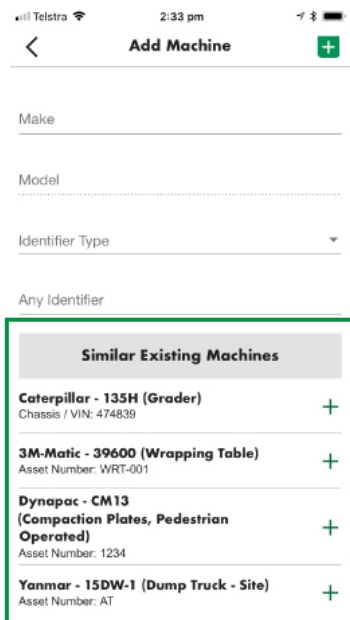 Telstra 2:33 pm
Add Machine
Make
Model
Identifier Type
Any Identifier
Similar Existing Machines
Caterpillar - 135H (Grader)
Chassis / VIN: 474839
3M-Matic - 39600 (Wrapping Table)
Asset Number: WRT-001
Dynapac - CM13
(Compaction Plates, Pedestrian
Operated)
Asset Number: 1234
Yanmar - 15DW-1 (Dump Truck - Site)
Asset Number: AT